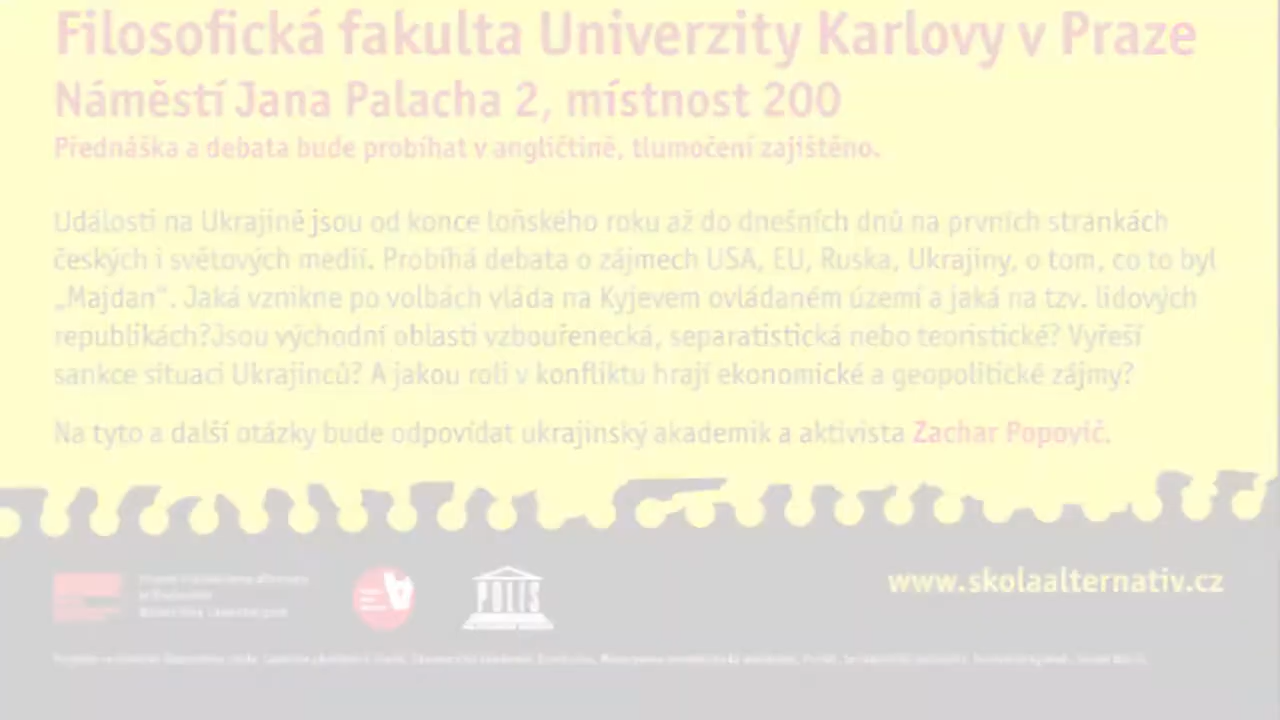 Filosofická fakulta Univerzity Karlovy v Praze
Náměstí Jana Palacha 2, místnost 200
Přednáška a debata bude probíhat v angličtině, tlumočení zajištěno.
Události na Ukrajině jsou od konce loňského roku až do dnešních dnů na prvních strankách
českých i světových medií. Probíhá debata o zájmech USA, EU, Ruska, Ukrajiny, o tom, co to byl
„Majdan“. Jaká vznikne po volbách vláda na Kyjevem ovládaném území a jaká na tzv. lidových
republikách?Jsou východní oblasti vzbouřenecká, separatistická nebo teoristické? Vyřeší
sankce situaci Ukrajinců? A jakou roli v konfliktu hrají ekonomické a geopolitické zájmy?
Na tyto a další otázky bude odpovídat ukrajinský akademik a aktivista Zachar Popovič.
POLIS
www.skolaalternativ.cz